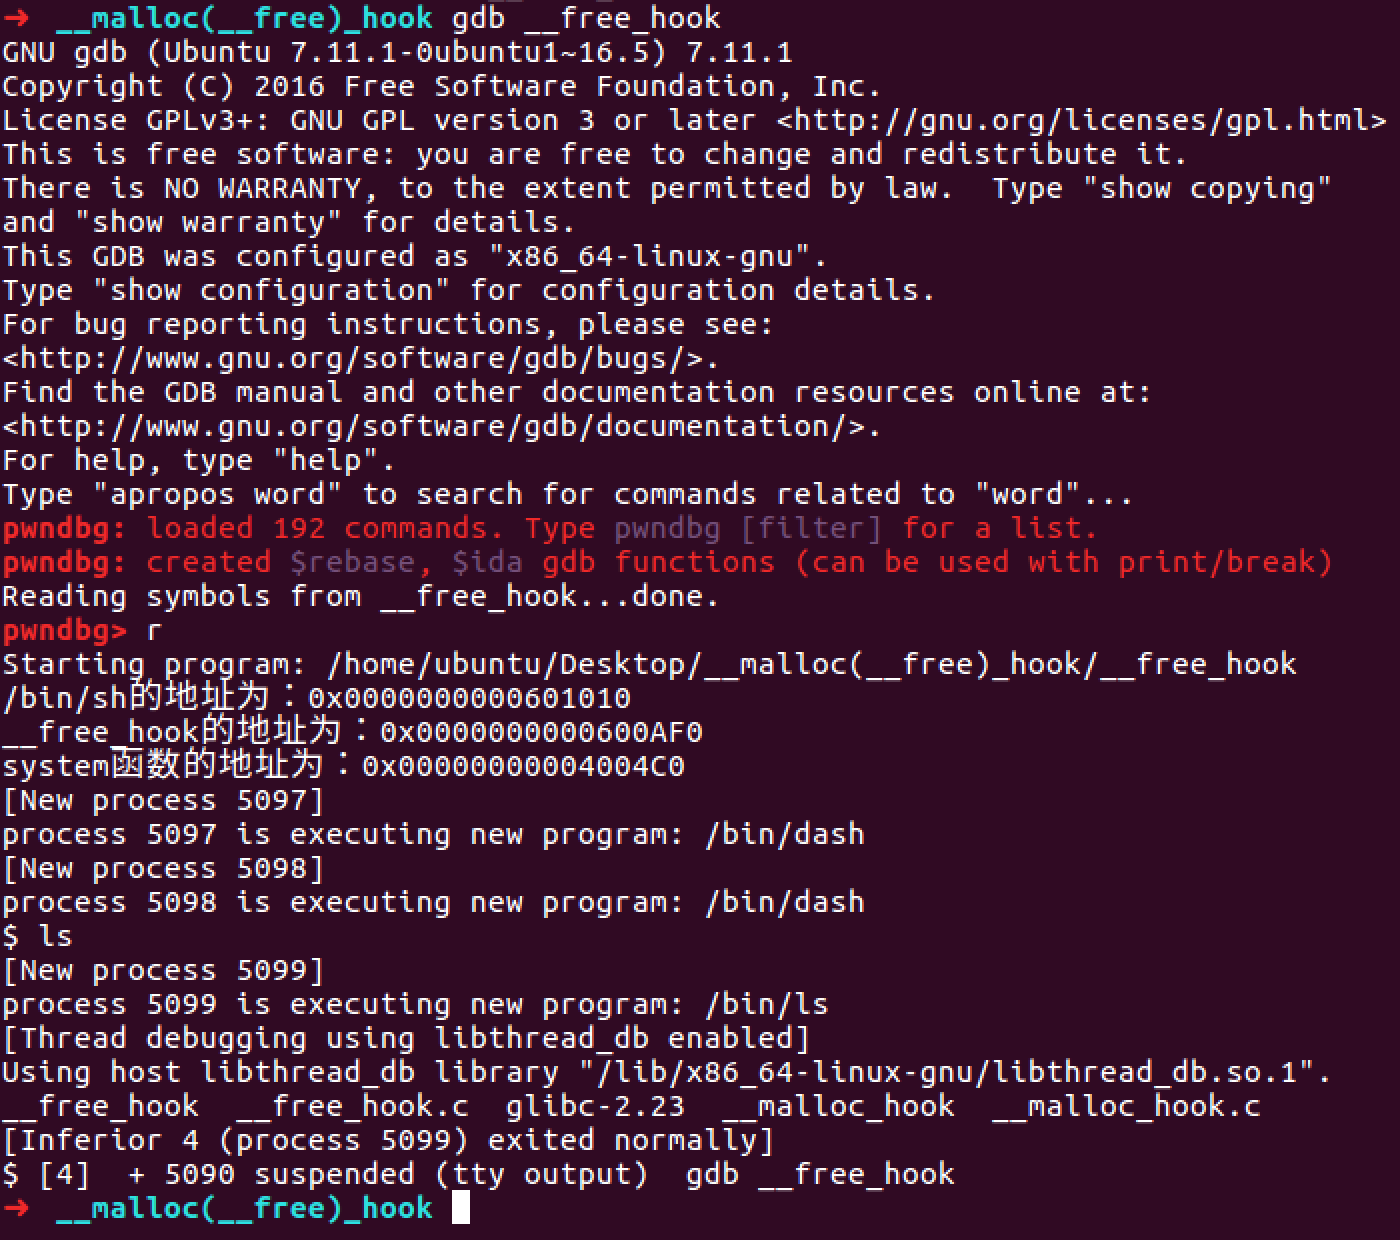 ➜  __malloc(__free)_hook gdb __free_hook
GNU gdb (Ubuntu 7.11.1-0ubuntu1~16.5) 7.11.1
Copyright (C) 2016 Free Software Foundation, Inc.
License GPLv3+: GNU GPL version 3 or later <http://gnu.org/licenses/gpl.html>
This is free software: you are free to change and redistribute it.
There is NO WARRANTY, to the extent permitted by law.  Type "show copying"
and "show warranty" for details.
This GDB was configured as "x86_64-linux-gnu".
Type "show configuration" for configuration details.
For bug reporting instructions, please see:
<http://www.gnu.org/software/gdb/bugs/>.
Find the GDB manual and other documentation resources online at:
<http://www.gnu.org/software/gdb/documentation/>.
For help, type "help".
Type "apropos word" to search for commands related to "word"...
pwndbg: loaded 192 commands. Type pwndbg [filter] for a list.
pwndbg: created $rebase, $ida gdb functions (can be used with print/break)
Reading symbols from __free_hook...done.
pwndbg> r
Starting program: /home/ubuntu/Desktop/__malloc(__free)_hook/__free_hook
/bin/sh的地址为：0x0000000000601010
__free_hook的地址为：0x0000000000600AF0
system函数的地址为：0x00000000004004C0
[New process 5097]
process 5097 is executing new program: /bin/dash
[New process 5098]
process 5098 is executing new program: /bin/dash
$ ls
[New process 5099]
process 5099 is executing new program: /bin/ls
[Thread debugging using libthread_db enabled]
Using host libthread_db library "/lib/x86_64-linux-gnu/libthread_db.so.1".
__free_hook  __free_hook.c  glibc-2.23  __malloc_hook  __malloc_hook.c
[Inferior 4 (process 5099) exited normally]
$ [4]  + 5090 suspended (tty output)  gdb __free_hook
➜  __malloc(__free)_hook